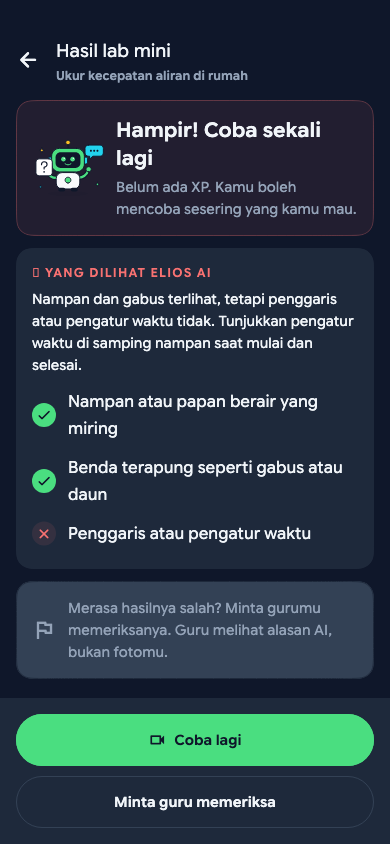 Hasil lab mini
Ukur kecepatan aliran di rumah
Hampir! Coba sekali
lagi
Belum ada XP. Kamu boleh
mencoba sesering yang kamu mau.
YANG DILIHAT ELIOS AI
Nampan dan gabus terlihat, tetapi penggaris
atau pengatur waktu tidak. Tunjukkan pengatur
waktu di samping nampan saat mulai dan
selesai.
Nampan atau papan berair yang
miring
Benda terapung seperti gabus atau
daun
Penggaris atau pengatur waktu
Merasa hasilnya salah? Minta gurumu
memeriksanya. Guru melihat alasan AI,
bukan fotomu.
Coba lagi
Minta guru memeriksa